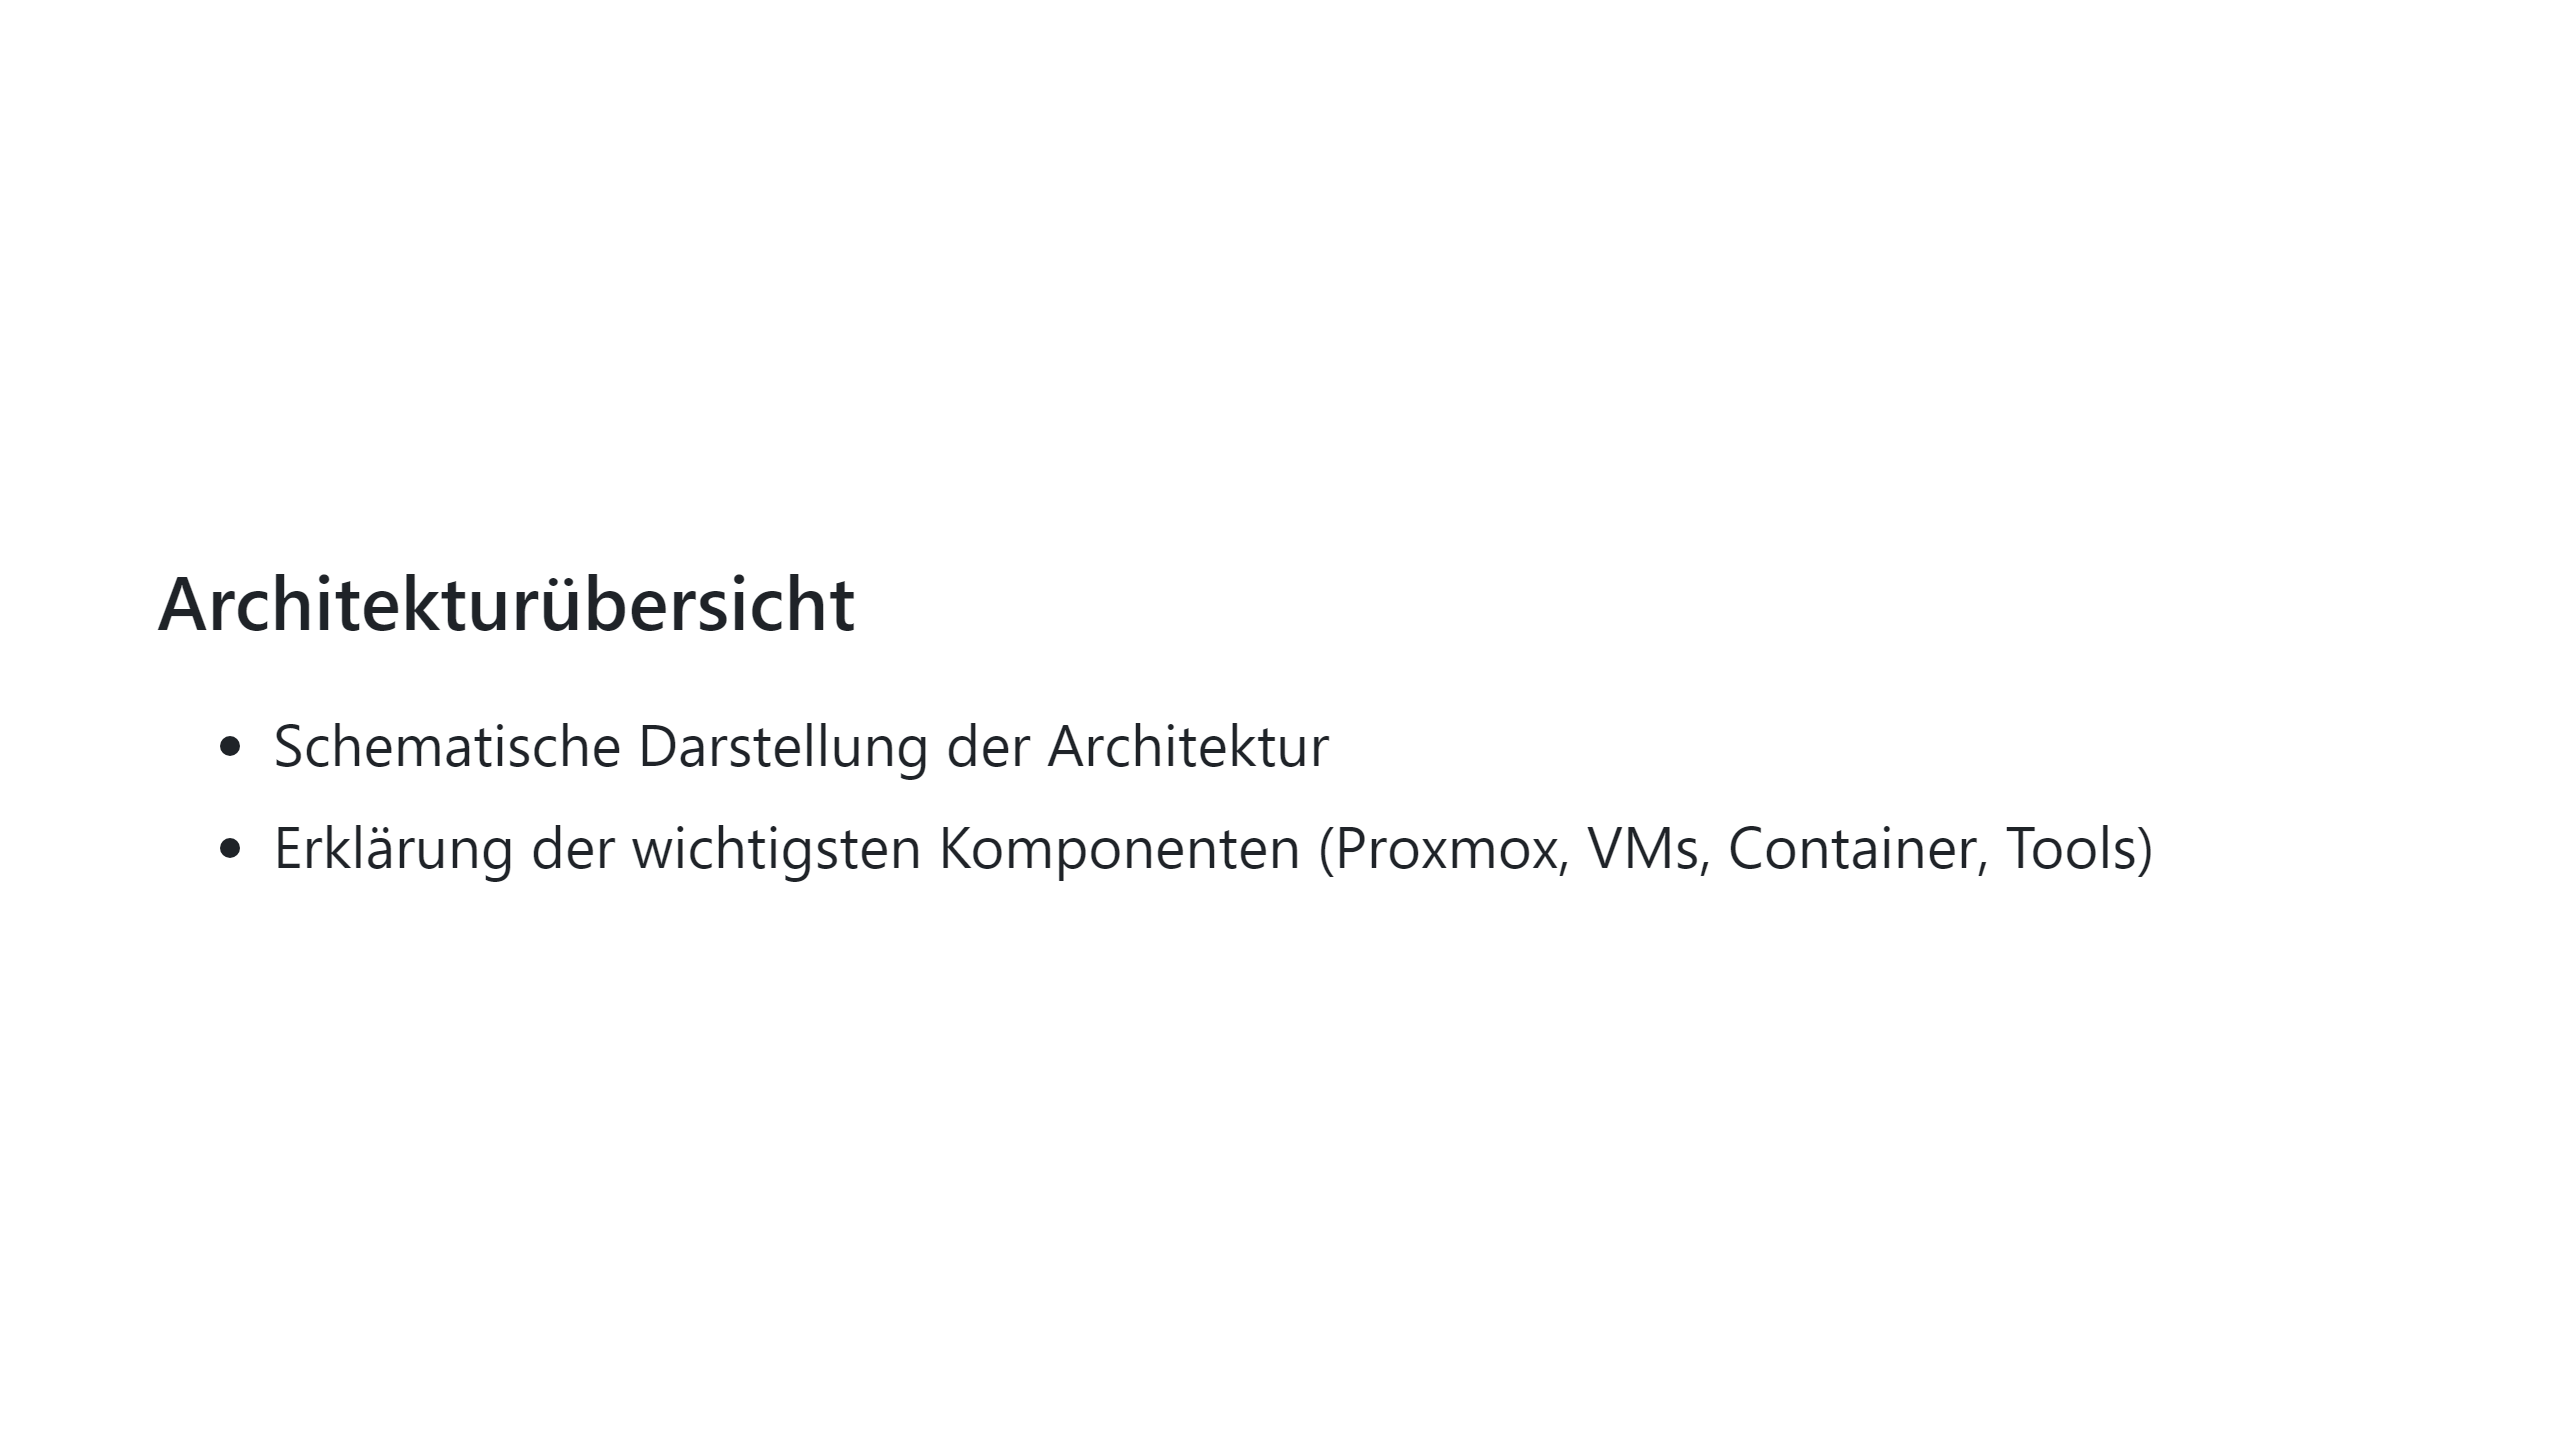 Architekturübersicht
• Schematische Darstellung der Architektur
• Erklärung der wichtigsten Komponenten (Proxmox, VMs, Container, Tools)